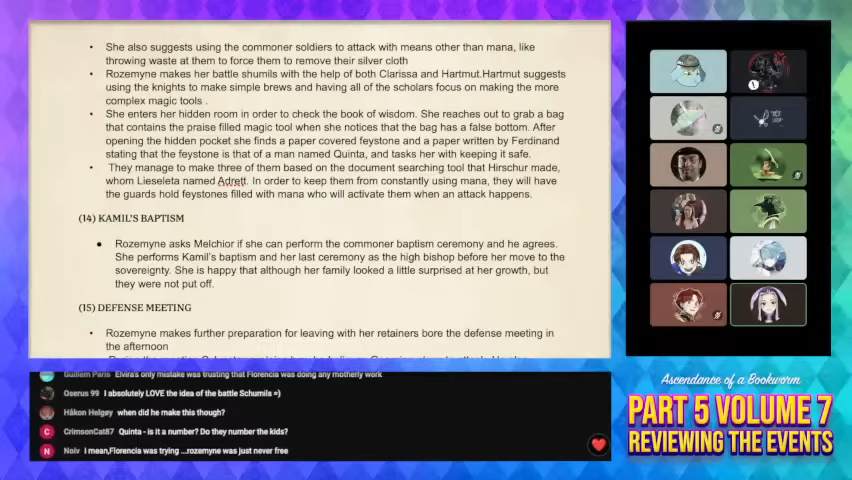 • She also suggests using the commoner soldiers to attack with means other than mana, like
throwing waste at them to force them to remove their silver cloth
• Rozemyne makes her battle shumils with the help of both Clarissa and Hartmut.Hartmut suggests
using the knights to make simple brews and having all of the scholars focus on making the more
complex magic tools .
• She enters her hidden room in order to check the book of wisdom. She reaches out to grab a bag
that contains the praise filled magic tool when she notices that the bag has a false bottom. After
opening the hidden pocket she finds a paper covered feystone and a paper written by Ferdinand
stating that the feystone is that of a man named Quinta, and tasks her with keeping it safe.
• They manage to make three of them based on the document searching tool that Hirschur made,
whom Lieseleta named Adrett. In order to keep them from constantly using mana, they will have
the guards hold feystones filled with mana who will activate them when an attack happens.
(14) KAMIL'S BAPTISM
• Rozemyne asks Melchior if she can perform the commoner baptism ceremony and he agrees.
She performs Kamil's baptism and her last ceremony as the high bishop before her move to the
sovereignty. She is happy that although her family looked a little surprised at her growth, but
they were not put off.
(15) DEFENSE MEETING
• Rozemyne makes further preparation for leaving with her retainers bore the defense meeting in
the afternoon
Guillem Paris Elvira's only mistake was trusting that Florencia was doing any motherly work
Oserus 99 I absolutely LOVE the idea of the battle Schumils =)
Håkon Helgøy when did he make this though?
C CrimsonCat87 Quinta - is it a number? Do they number the kids?
N Noiv I mean,Florencia was trying ...rozemyne was just never free
Ascendance of a Bookworm
PART 5 VOLUME 7
REVIEWING THE EVENTS